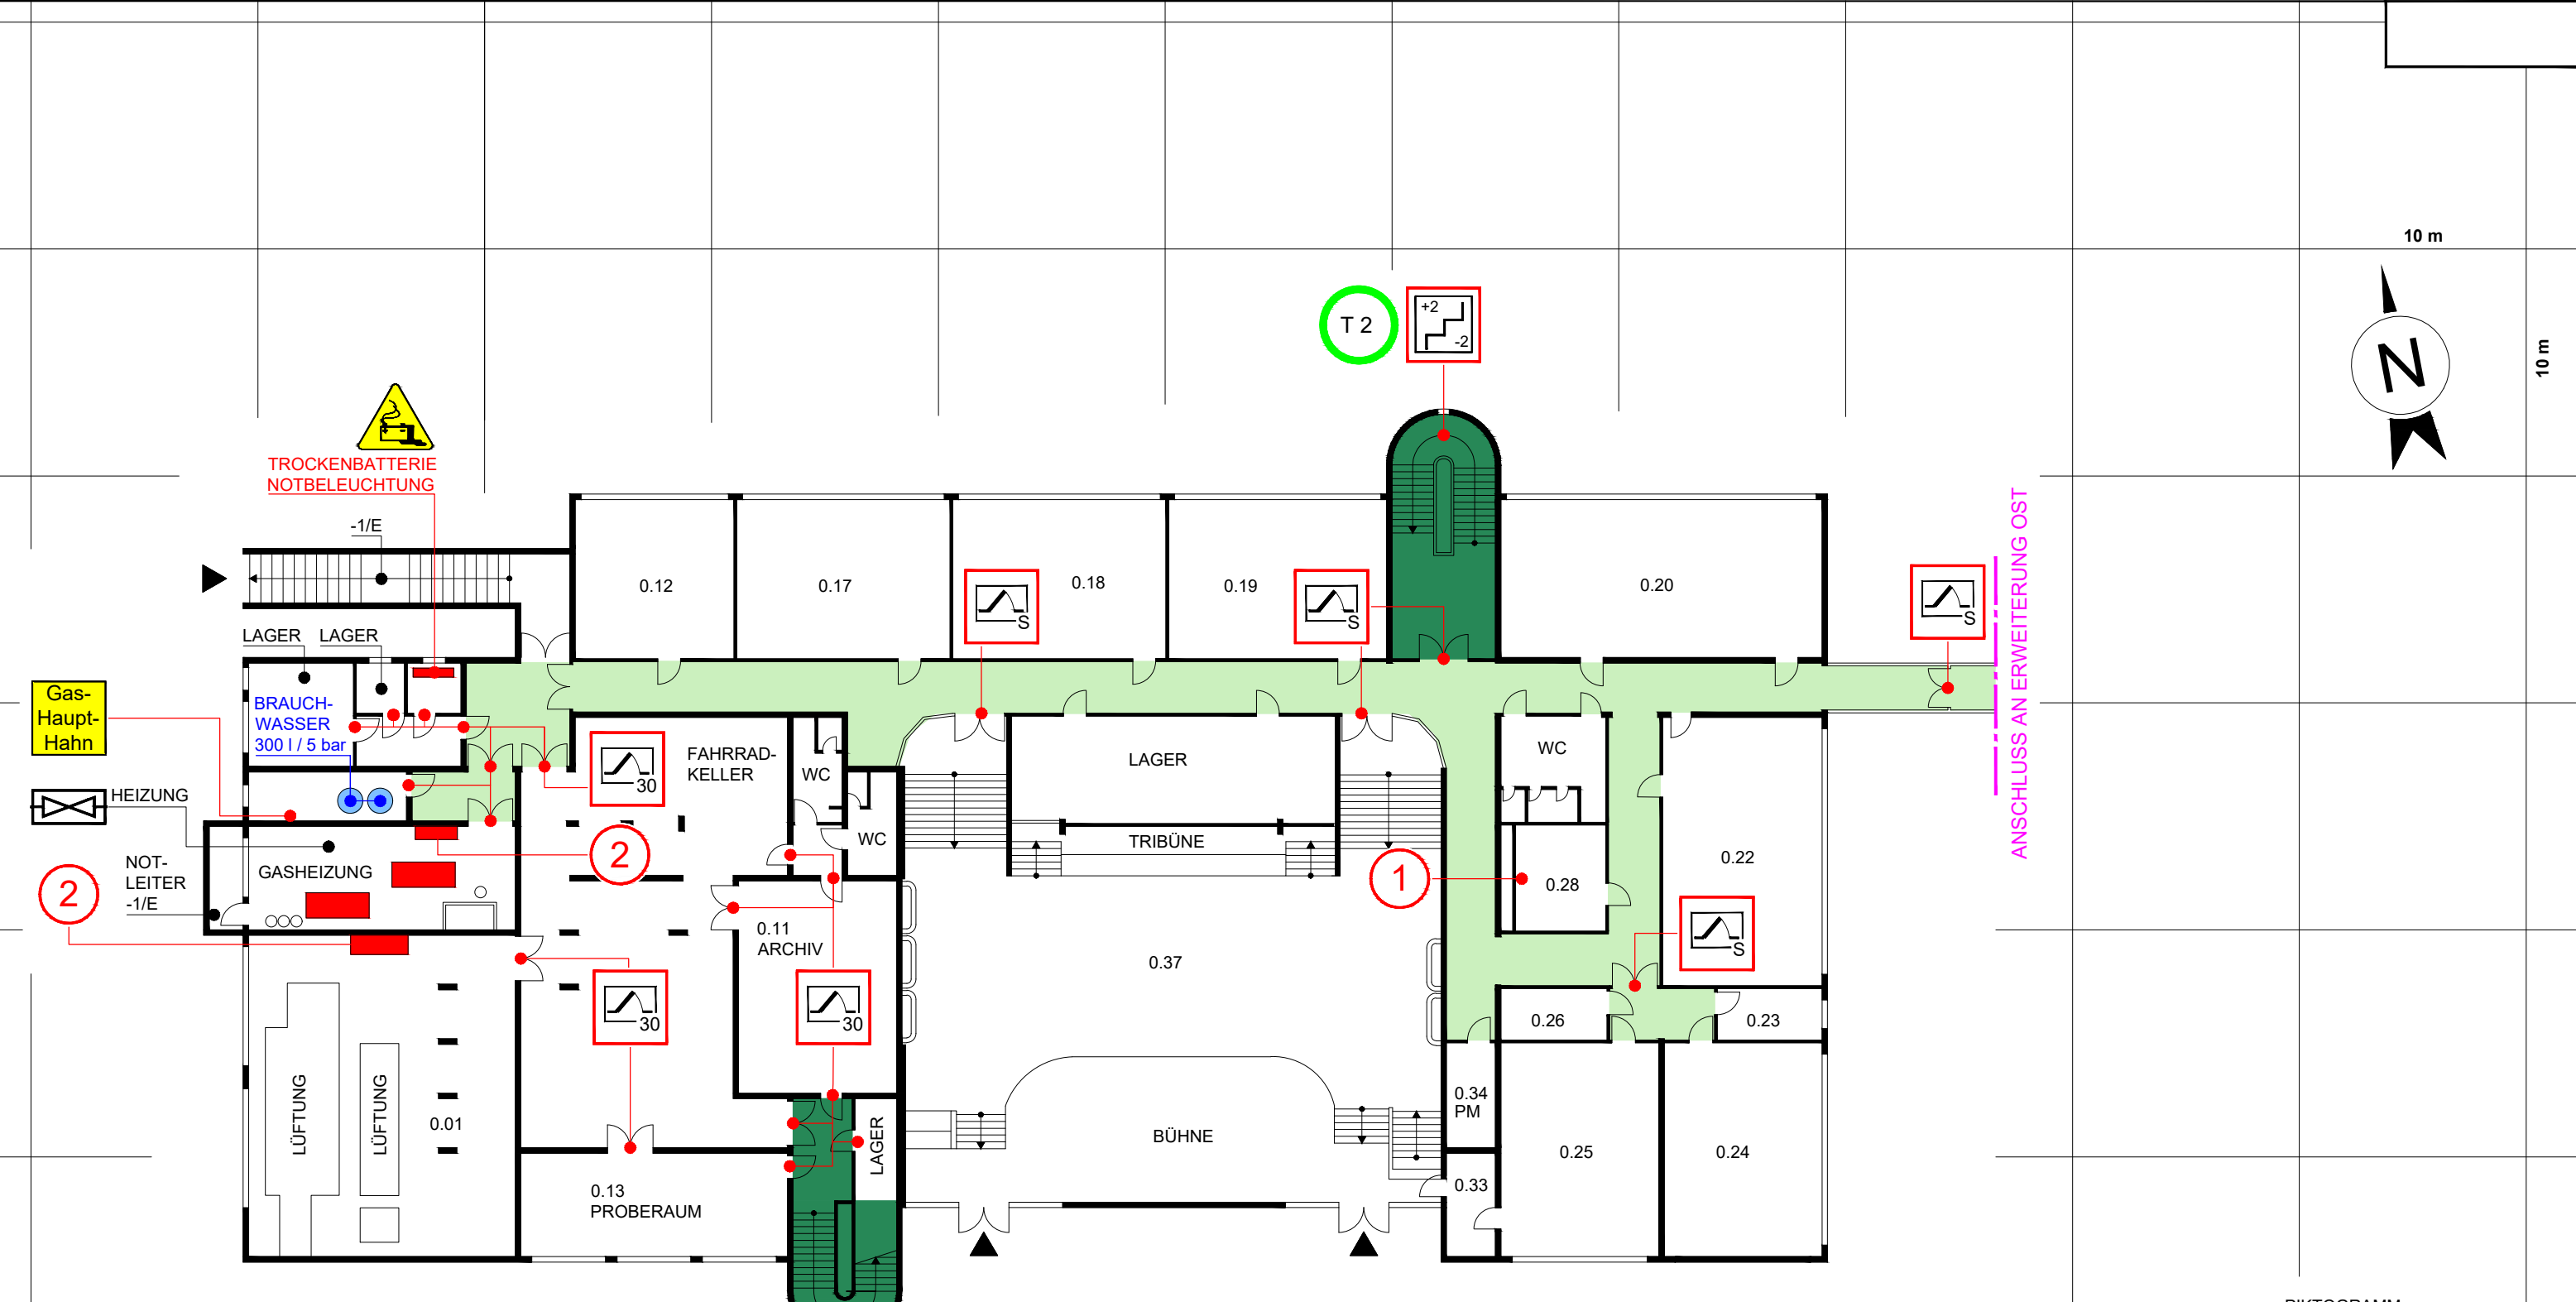 10 m
10 m
N
T 2
+2
-2
TROCKENBATTERIE
NOTBELEUCHTUNG
-1/E
0.12
0.17
0.18
0.19
0.20
S
S
S
ANSCHLUSS AN ERWEITERUNG OST
LAGER
LAGER
Gas-
Haupt-
Hahn
BRAUCH-
WASSER
300 l / 5 bar
HEIZUNG
30
FAHRRAD-
KELLER
WC
WC
LAGER
TRIBÜNE
WC
NOT-
LEITER
-1/E
GASHEIZUNG
2
2
1
0.28
0.22
S
0.11
ARCHIV
0.37
30
30
0.26
0.23
LÜFTUNG
LÜFTUNG
0.01
LAGER
BÜHNE
0.34
PM
0.33
0.25
0.24
0.13
PROBERAUM